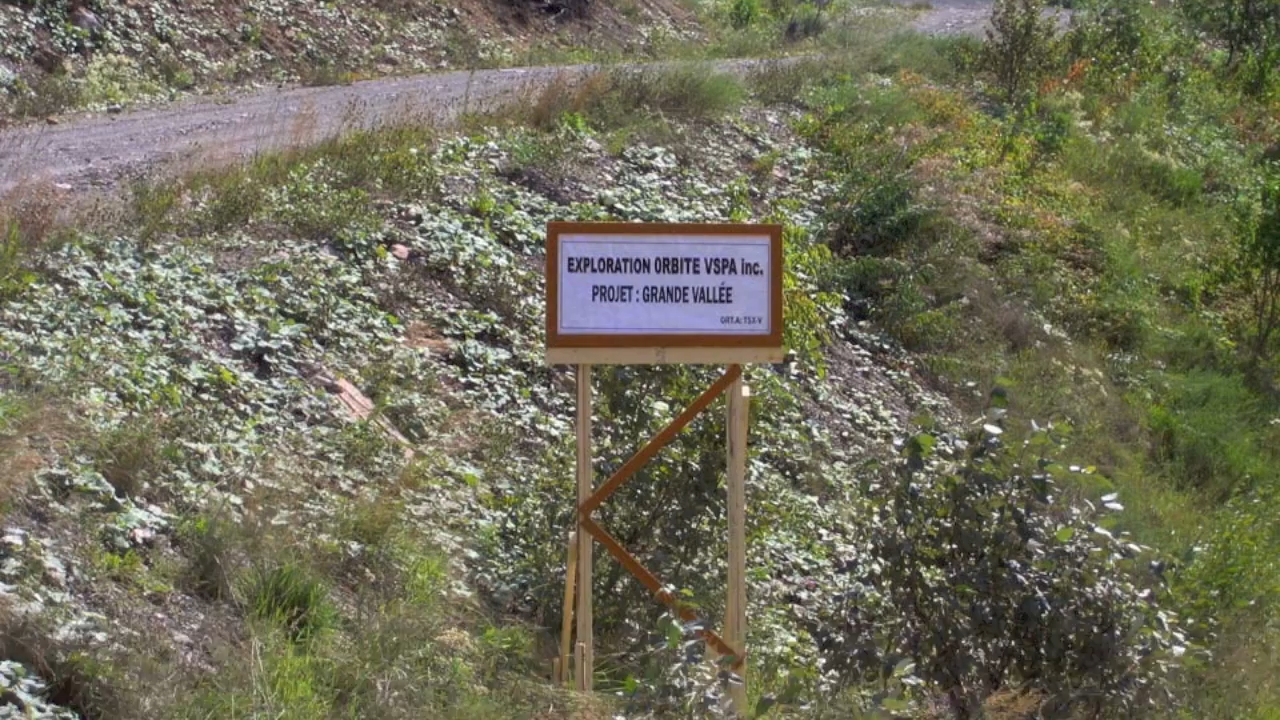 EXPLORATION ORBITE VSPA inc.
PROJET : GRANDE VALLÉE
ORT.A: TSX-V